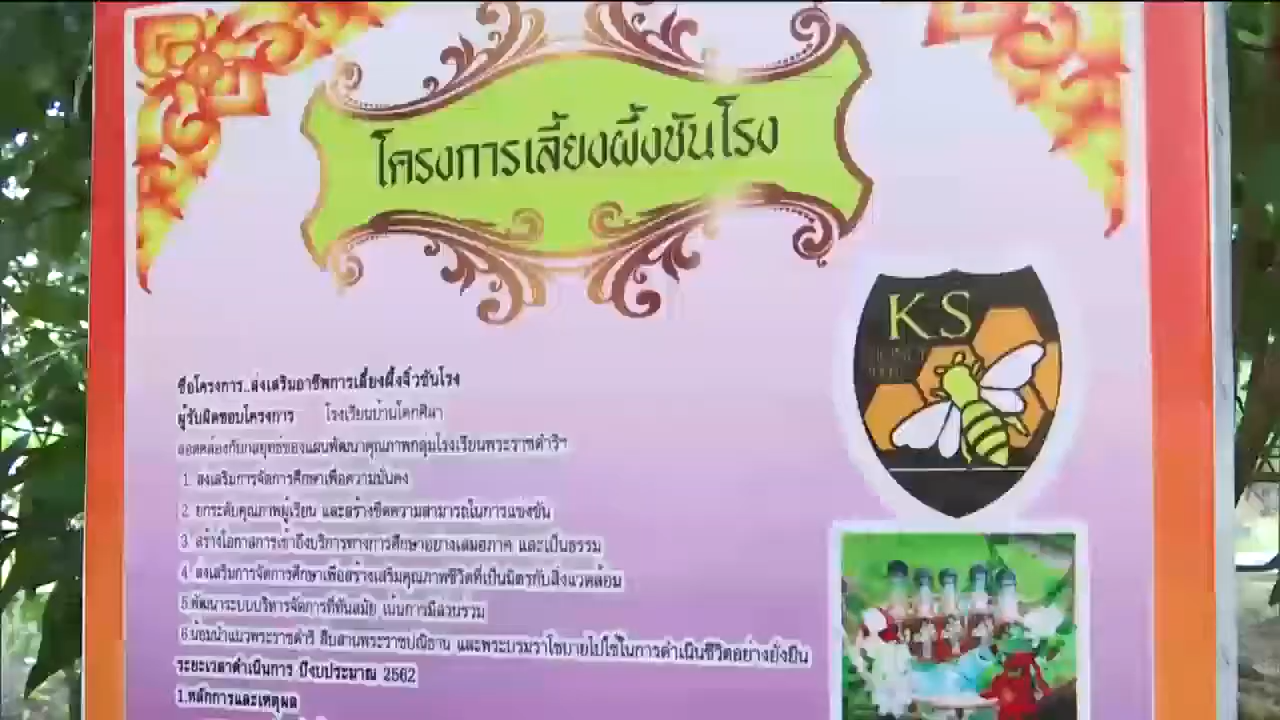 โครงการเลี้ยงผึ้งชันโรง
KS
ชื่อโครงการ..ส่งเสริมอาชีพการเลี้ยงผึ้งจิ๋วชันโรง
ผู้รับผิดชอบโครงการ โรงเรียนบ้านโคกศิลา
สอดคล้องกับกลยุทธ์ของแผนพัฒนาคุณภาพกลุ่มโรงเรียนพระราชดำริฯ
1. ส่งเสริมการจัดการศึกษาเพื่อความมั่นคง
2. ยกระดับคุณภาพผู้เรียน และสร้างขีดความสามารถในการแข่งขัน
3. สร้างโอกาสการเข้าถึงบริการทางการศึกษาอย่างเสมอภาค และเป็นธรรม
4. ส่งเสริมการจัดการศึกษาเพื่อสร้างเสริมคุณภาพชีวิตที่เป็นมิตรกับสิ่งแวดล้อม
5.พัฒนาระบบบริหารจัดการที่ทันสมัย เน้นการมีส่วนร่วม
6.น้อมนำแนวพระราชดำริ สืบสานพระราชปณิธาน และพระบรมราโชบายไปใช้ในการดำเนินชีวิตอย่างยั่งยืน
ระยะเวลาดำเนินการ ปีงบประมาณ 2562
1.หลักการและเหตุผล